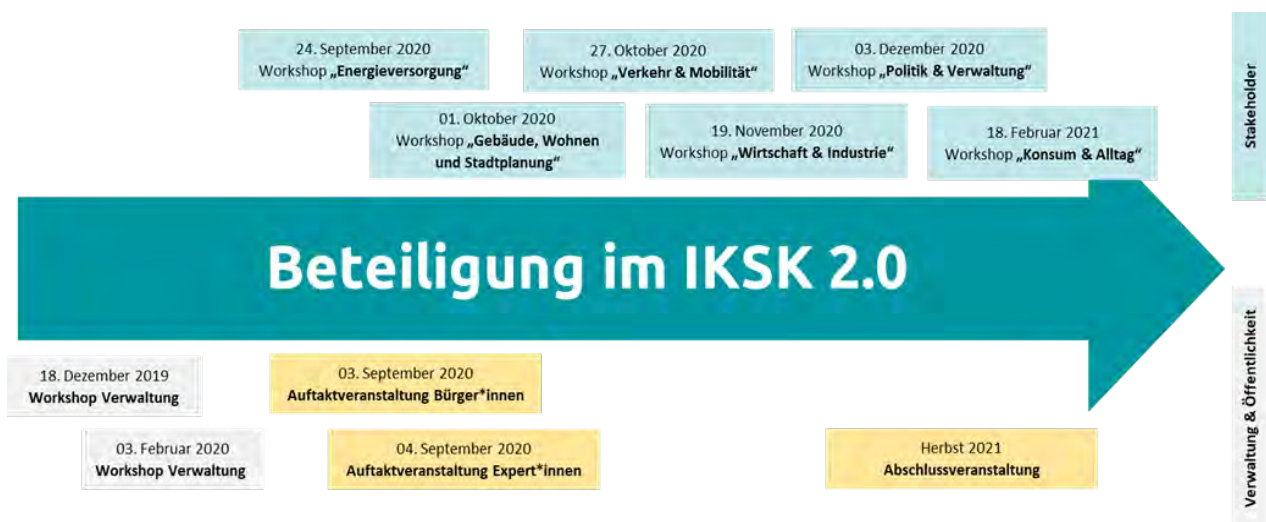 24. September 2020
Workshop „Energieversorgung“
27. Oktober 2020
Workshop „Verkehr & Mobilität“
03. Dezember 2020
Workshop „Politik & Verwaltung“
01. Oktober 2020
Workshop „Gebäude, Wohnen
und Stadtplanung“
19. November 2020
Workshop „Wirtschaft & Industrie“
18. Februar 2021
Workshop „Konsum & Alltag“
Stakeholder
Beteiligung im IKSK 2.0
18. Dezember 2019
Workshop Verwaltung
03. September 2020
Auftaktveranstaltung Bürger*innen
03. Februar 2020
Workshop Verwaltung
04. September 2020
Auftaktveranstaltung Expert*innen
Herbst 2021
Abschlussveranstaltung
Verwaltung & Öffentlichkeit